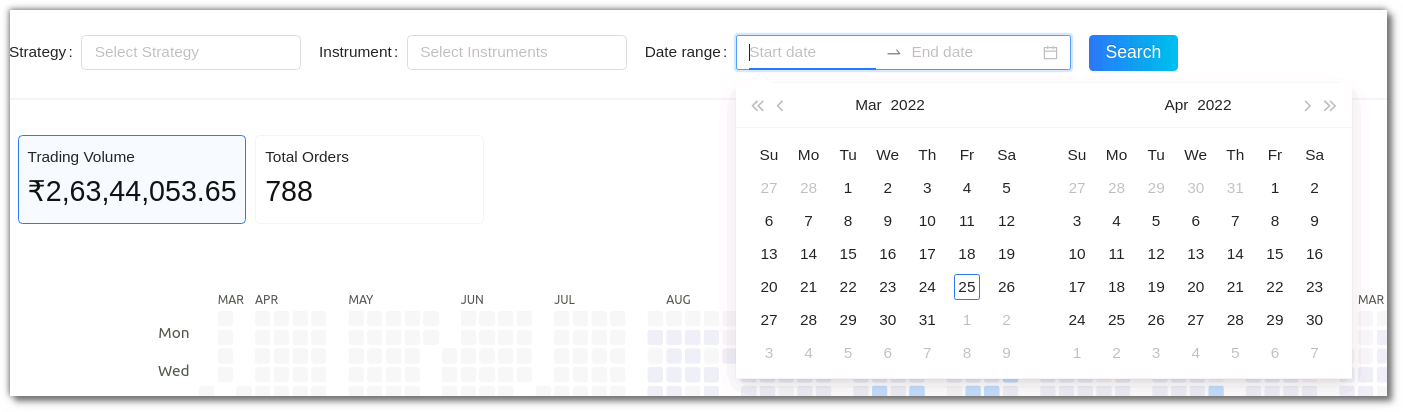 Strategy : Select Strategy Instrument : Select Instruments Date range : Start date End date Search
Mar 2022 Apr 2022
Su Mo Tu We Th Fr Sa Su Mo Tu We Th Fr Sa
27 28 1 2 3 4 5 27 28 29 30 31 1 2
6 7 8 9 10 11 12 3 4 5 6 7 8 9
13 14 15 16 17 18 19 10 11 12 13 14 15 16
20 21 22 23 24 25 26 17 18 19 20 21 22 23
27 28 29 30 31 1 2 24 25 26 27 28 29 30
3 4 5 6 7 8 9 1 2 3 4 5 6 7
Trading Volume Total Orders
₹2,63,44,053.65 788
MAR APR MAY JUN JUL AUG MAR
Mon
Wed